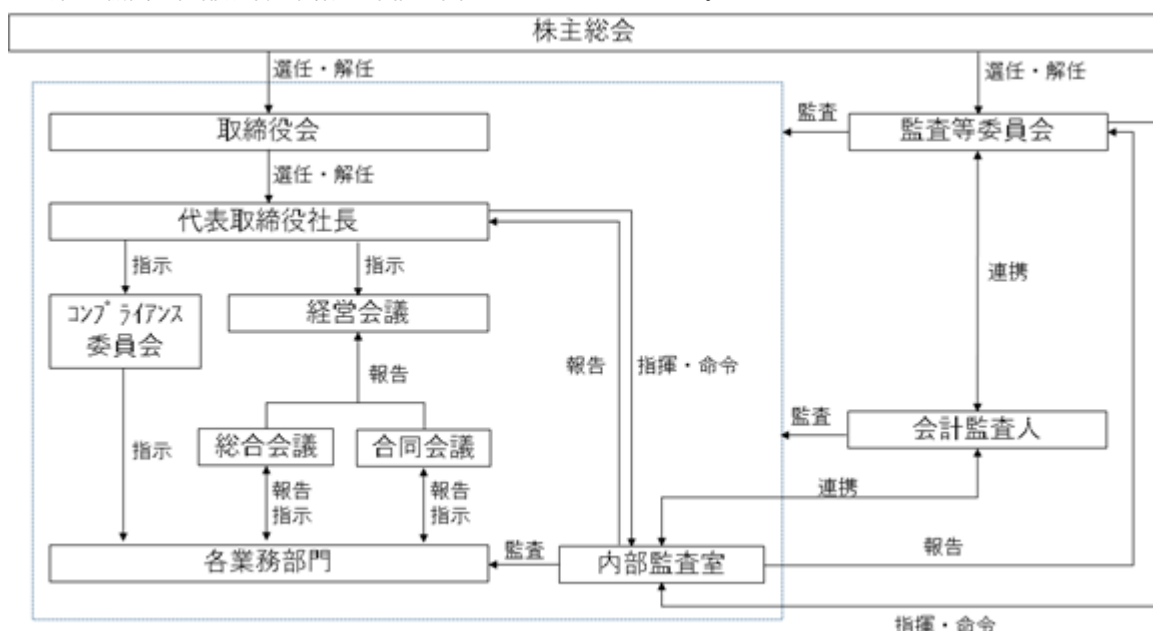 株主総会
選任・解任
選任・解任
取締役会
監査
監査等委員会
選任・解任
代表取締役社長
指示
指示
連携
コンプライアンス
委員会
経営会議
報告
報告
指揮・命令
監査
会計監査人
指示
総合会議
合同会議
報告
指示
報告
指示
連携
各業務部門
監査
内部監査室
報告
指揮・命令